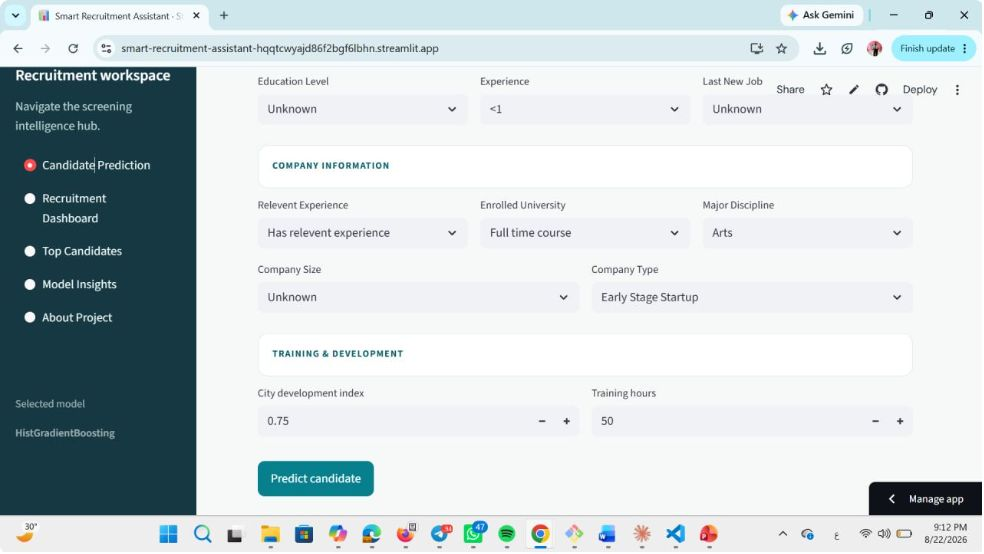 Smart Recruitment Assistant · St
Ask Gemini
smart-recruitment-assistant-hqqtcwyajd86f2bgf6lbhn.streamlit.app
Finish update
Share
Deploy
Recruitment workspace
Navigate the screening
intelligence hub.
Candidate Prediction
Recruitment
Dashboard
Top Candidates
Model Insights
About Project
Selected model
HistGradientBoosting
Education Level
Experience
Last New Job
Unknown
<1
Unknown
COMPANY INFORMATION
Relevent Experience
Enrolled University
Major Discipline
Has relevent experience
Full time course
Arts
Company Size
Company Type
Unknown
Early Stage Startup
TRAINING & DEVELOPMENT
City development index
Training hours
0.75
50
Predict candidate
Manage app
30°
47
ع
9:12 PM
8/22/2026